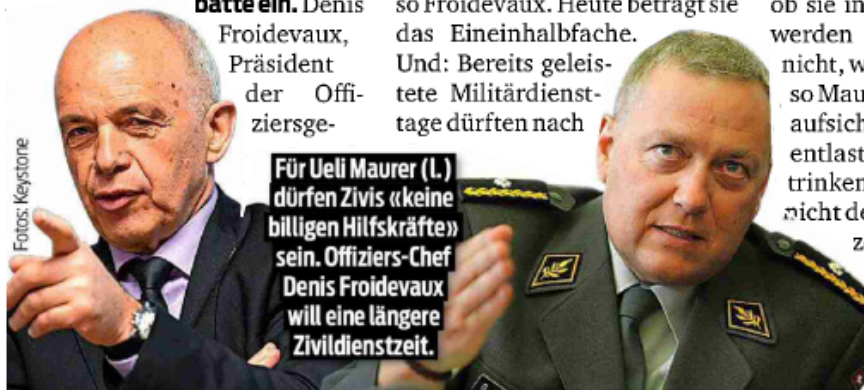 batte ein. Denis
Froidevaux,
Präsident
der Offi-
ziersge-
so Froidevaux. Heute beträgt sie
das Eineinhalbfache.
Und: Bereits geleis-
tete Militärdienst-
tage dürften nach
ob sie in
werden
nicht, w
so Mau
aufsich
entlast
trinken
nicht de
z
Fotos: Keystone
Für Ueli Maurer (l.)
dürfen Zivis «keine
billigen Hilfskräfte»
sein. Offiziers-Chef
Denis Froidevaux
will eine längere
Zivildienstzeit.